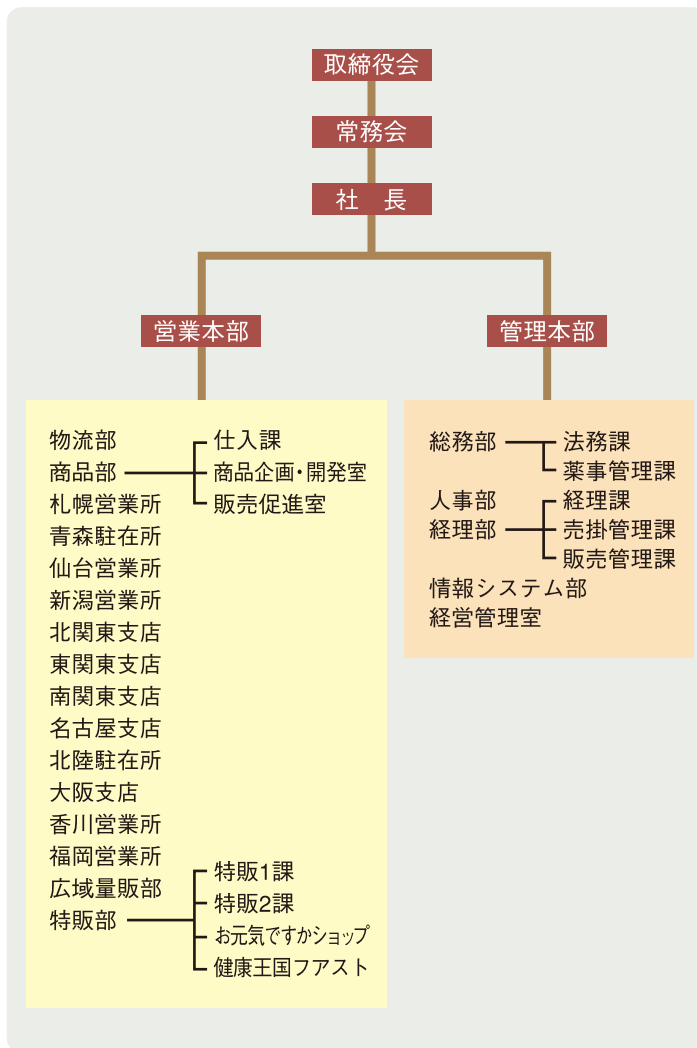 取締役会
常務会
社　長
営業本部
管理本部
物流部
商品部
仕入課
商品企画・開発室
販売促進室
札幌営業所
青森駐在所
仙台営業所
新潟営業所
北関東支店
東関東支店
南関東支店
名古屋支店
北陸駐在所
大阪支店
香川営業所
福岡営業所
広域量販部
特販部
特販1課
特販2課
お元気ですかショップ
健康王国フアスト
総務部
法務課
薬事管理課
人事部
経理部
経理課
売掛管理課
販売管理課
情報システム部
経営管理室